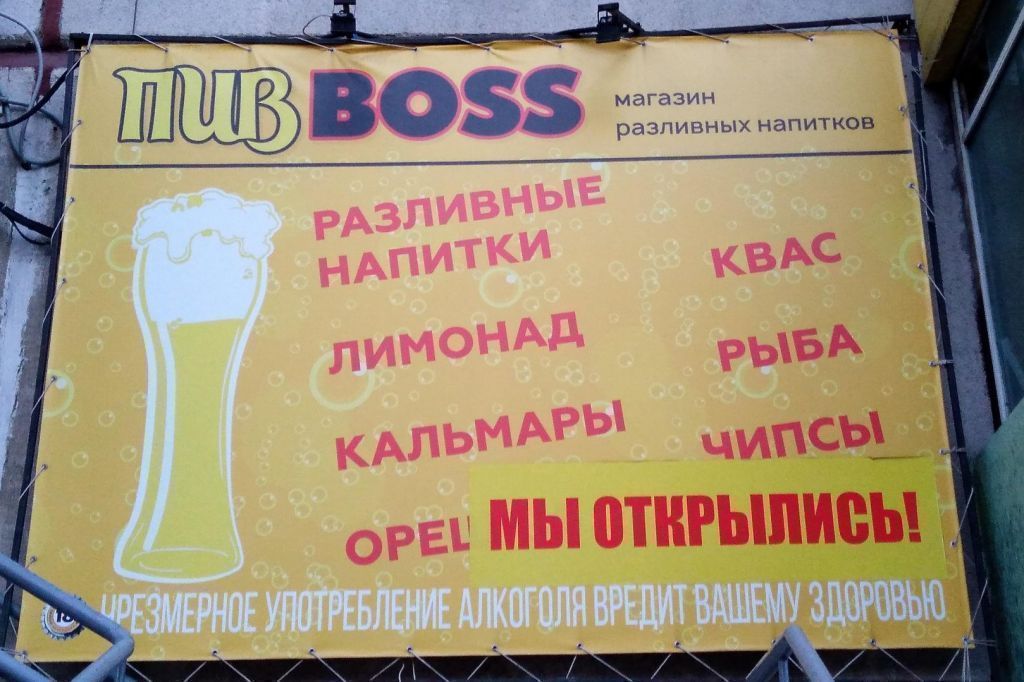 ПИВ BOSS
магазин
разливных напитков
РАЗЛИВНЫЕ
НАПИТКИ
ЛИМОНАД
КАЛЬМАРЫ
КВАС
РЫБА
ЧИПСЫ
МЫ ОТКРЫЛИСЬ!
ЧРЕЗМЕРНОЕ УПОТРЕБЛЕНИЕ АЛКОГОЛЯ ВРЕДИТ ВАШЕМУ ЗДОРОВЬЮ